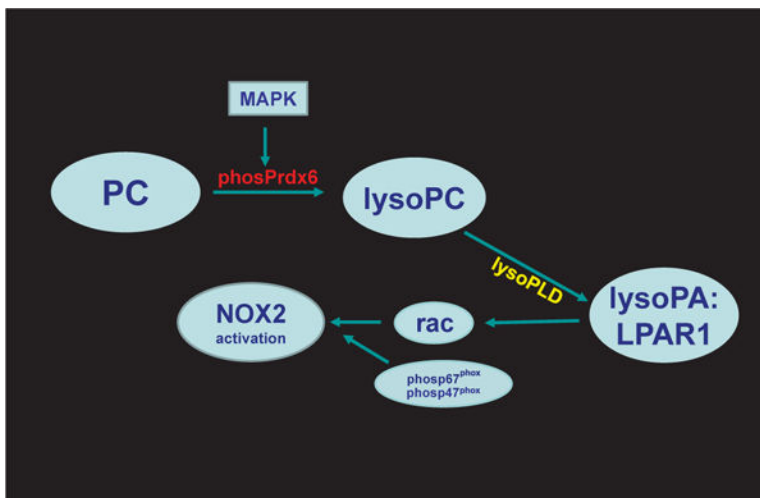 MAPK
PC
phosPrdx6
lysoPC
lysoPLD
lysoPA:
LPAR1
rac
NOX2
activation
phosp67phox
phosp47phox